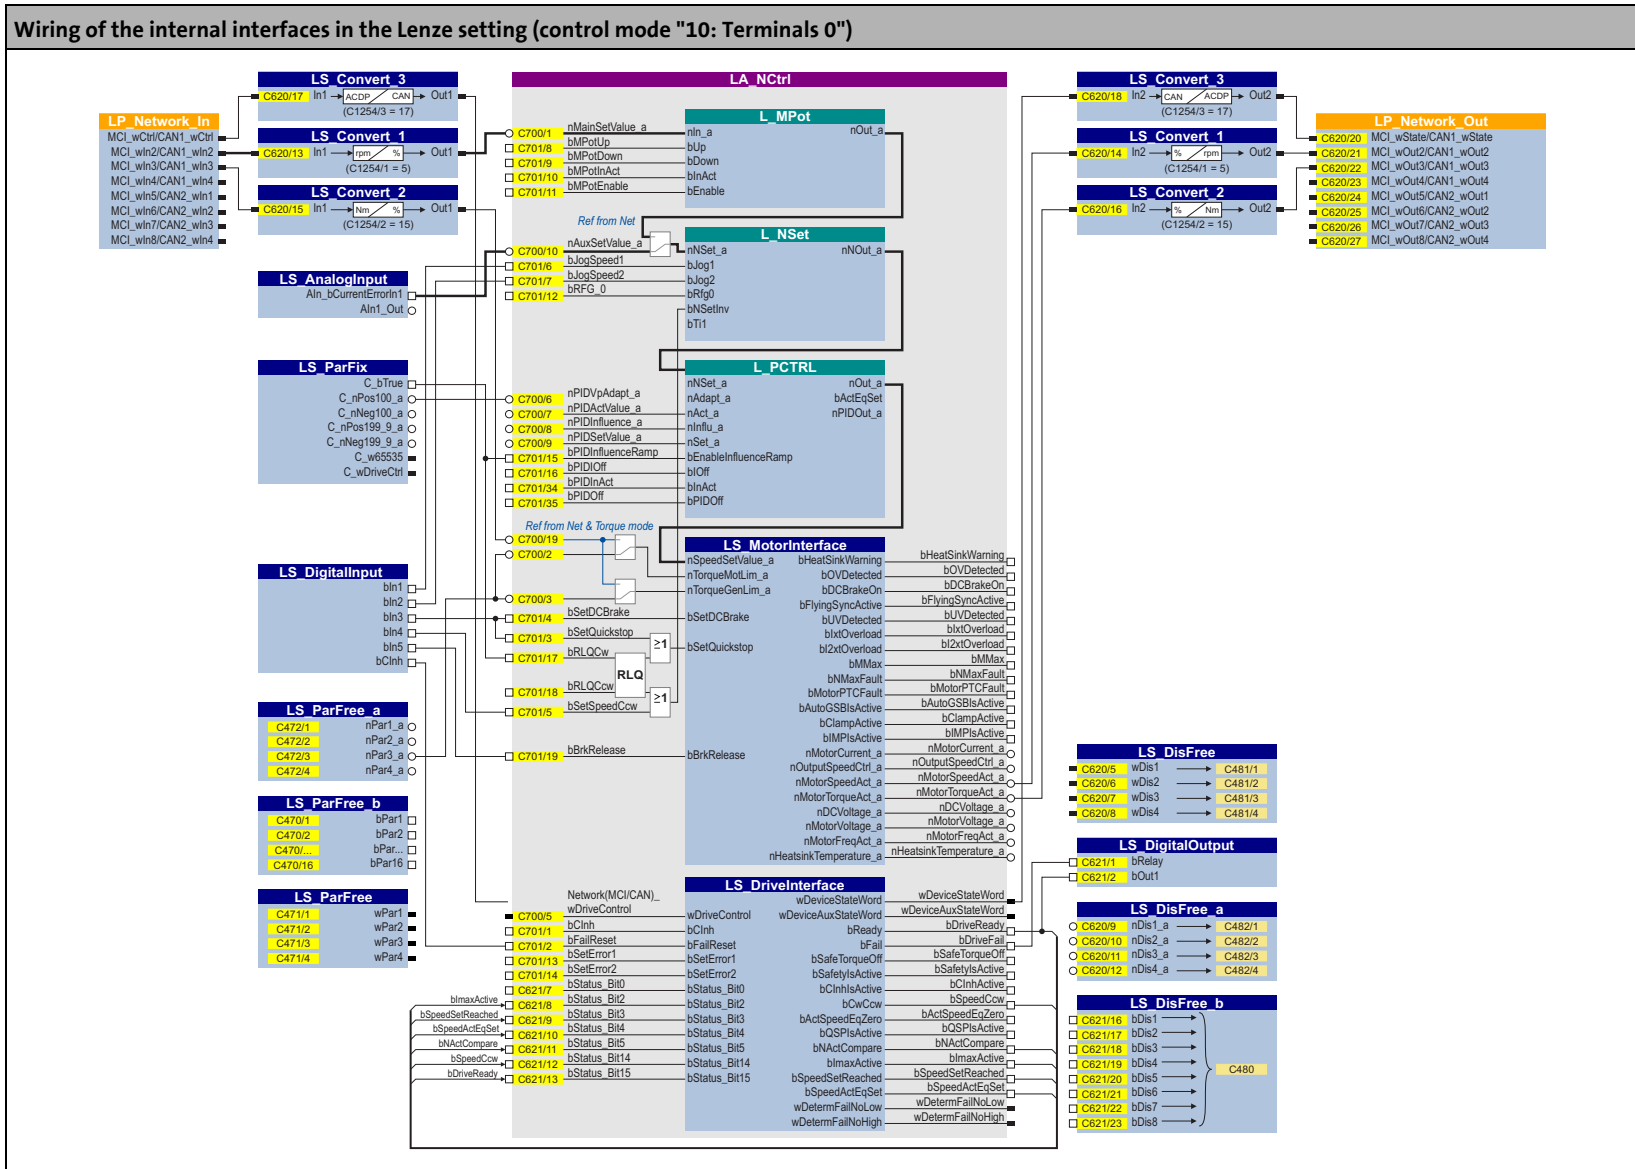 Wiring of the internal interfaces in the Lenze setting (control mode "10: Terminals 0")
LP_Network_In
MCI_wCtrl/CAN1_wCtrl
MCI_wIn2/CAN1_wIn2
MCI_wIn3/CAN1_wIn3
MCI_wIn4/CAN1_wIn4
MCI_wIn5/CAN2_wIn1
MCI_wIn6/CAN2_wIn2
MCI_wIn7/CAN2_wIn3
MCI_wIn8/CAN2_wIn4
LS_Convert_3
C620/17 In1 ACDP CAN Out1
(C1254/3 = 17)
LS_Convert_1
C620/13 In1 rpm % Out1
(C1254/1 = 5)
LS_Convert_2
C620/15 In1 Nm % Out1
(C1254/2 = 15)
LS_AnalogInput
AIn_bCurrentErrorIn1
AIn1_Out
LS_ParFix
C_bTrue
C_nPos100_a
C_nNeg100_a
C_nPos199_9_a
C_nNeg199_9_a
C_w65535
C_wDriveCtrl
LS_DigitalInput
bIn1
bIn2
bIn3
bIn4
bIn5
bCInh
LS_ParFree_a
C472/1 nPar1_a
C472/2 nPar2_a
C472/3 nPar3_a
C472/4 nPar4_a
LS_ParFree_b
C470/1 bPar1
C470/2 bPar2
C470/... bPar...
C470/16 bPar16
LS_ParFree
C471/1 wPar1
C471/2 wPar2
C471/3 wPar3
C471/4 wPar4
bImaxActive
bSpeedSetReached
bSpeedActEqSet
bNActCompare
bSpeedCcw
bDriveReady
LA_NCtrl
L_MPot
C700/1 nMainSetValue_a nIn_a nOut_a
C701/8 bMPotUp bUp
C701/9 bMPotDown bDown
C701/10 bMPotInAct bInAct
C701/11 bMPotEnable bEnable
Ref from Net
L_NSet
C700/10 nAuxSetValue_a nNSet_a nNOut_a
C701/6 bJogSpeed1 bJog1
C701/7 bJogSpeed2 bJog2
C701/12 bRFG_0 bRfg0
bNSetInv
bTi1
L_PCTRL
nNSet_a nOut_a
C700/6 nPIDVpAdapt_a nAdapt_a bActEqSet
C700/7 nPIDActValue_a nAct_a nPIDOut_a
C700/8 nPIDInfluence_a nInflu_a
C700/9 nPIDSetValue_a nSet_a
C701/15 bPIDInfluenceRamp bEnableInfluenceRamp
C701/16 bPIDIOff bIOff
C701/34 bPIDInAct bInAct
C701/35 bPIDOff bPIDOff
Ref from Net & Torque mode
C700/19
C700/2
C700/3
C701/4 bSetDCBrake
C701/3 bSetQuickstop
≥1
C701/17 bRLQCw
RLQ
C701/18 bRLQCcw
≥1
C701/5 bSetSpeedCcw
C701/19 bBrkRelease
LS_MotorInterface
nSpeedSetValue_a
nTorqueMotLim_a
nTorqueGenLim_a
bSetDCBrake
bSetQuickstop
bBrkRelease
bHeatSinkWarning bHeatSinkWarning
bOVDetected bOVDetected
bDCBrakeOn bDCBrakeOn
bFlyingSyncActive bFlyingSyncActive
bUVDetected bUVDetected
bIxtOverload bIxtOverload
bI2xtOverload bI2xtOverload
bMMax bMMax
bNMaxFault bNMaxFault
bMotorPTCFault bMotorPTCFault
bAutoGSBIsActive bAutoGSBIsActive
bClampActive bClampActive
bIMPIsActive bIMPIsActive
nMotorCurrent_a nMotorCurrent_a
nOutputSpeedCtrl_a nOutputSpeedCtrl_a
nMotorSpeedAct_a nMotorSpeedAct_a
nMotorTorqueAct_a nMotorTorqueAct_a
nDCVoltage_a nDCVoltage_a
nMotorVoltage_a nMotorVoltage_a
nMotorFreqAct_a nMotorFreqAct_a
nHeatsinkTemperature_a nHeatsinkTemperature_a
LS_DriveInterface
Network(MCI/CAN)_
C700/5 wDriveControl wDriveControl
C701/1 bCInh bCInh
C701/2 bFailReset bFailReset
C701/13 bSetError1 bSetError1
C701/14 bSetError2 bSetError2
C621/7 bStatus_Bit0 bStatus_Bit0
C621/8 bStatus_Bit2 bStatus_Bit2
C621/9 bStatus_Bit3 bStatus_Bit3
C621/10 bStatus_Bit4 bStatus_Bit4
C621/11 bStatus_Bit5 bStatus_Bit5
C621/12 bStatus_Bit14 bStatus_Bit14
C621/13 bStatus_Bit15 bStatus_Bit15
wDeviceStateWord wDeviceStateWord
wDeviceAuxStateWord wDeviceAuxStateWord
bReady bDriveReady
bFail bDriveFail
bSafeTorqueOff bSafeTorqueOff
bSafetyIsActive bSafetyIsActive
bCInhIsActive bCInhActive
bCwCcw bSpeedCcw
bActSpeedEqZero bActSpeedEqZero
bQSPIsActive bQSPIsActive
bNActCompare bNActCompare
bImaxActive bImaxActive
bSpeedSetReached bSpeedSetReached
bSpeedActEqSet bSpeedActEqSet
wDetermFailNoLow wDetermFailNoLow
wDetermFailNoHigh wDetermFailNoHigh
LS_Convert_3
C620/18 In2 CAN ACDP Out2
(C1254/3 = 17)
LS_Convert_1
C620/14 In2 % rpm Out2
(C1254/1 = 5)
LS_Convert_2
C620/16 In2 % Nm Out2
(C1254/2 = 15)
LP_Network_Out
C620/20 MCI_wState/CAN1_wState
C620/21 MCI_wOut2/CAN1_wOut2
C620/22 MCI_wOut3/CAN1_wOut3
C620/23 MCI_wOut4/CAN1_wOut4
C620/24 MCI_wOut5/CAN2_wOut1
C620/25 MCI_wOut6/CAN2_wOut2
C620/26 MCI_wOut7/CAN2_wOut3
C620/27 MCI_wOut8/CAN2_wOut4
LS_DisFree
C620/5 wDis1 C481/1
C620/6 wDis2 C481/2
C620/7 wDis3 C481/3
C620/8 wDis4 C481/4
LS_DigitalOutput
C621/1 bRelay
C621/2 bOut1
LS_DisFree_a
C620/9 nDis1_a C482/1
C620/10 nDis2_a C482/2
C620/11 nDis3_a C482/3
C620/12 nDis4_a C482/4
LS_DisFree_b
C621/16 bDis1
C621/17 bDis2
C621/18 bDis3
C621/19 bDis4
C480
C621/20 bDis5
C621/21 bDis6
C621/22 bDis7
C621/23 bDis8